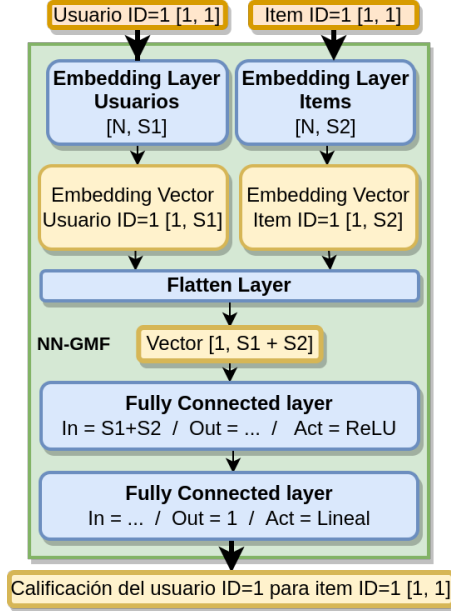 Usuario ID=1 [1, 1]
Item ID=1 [1, 1]
Embedding Layer
Usuarios
[N, S1]
Embedding Layer
Items
[N, S2]
Embedding Vector
Usuario ID=1 [1, S1]
Embedding Vector
Item ID=1 [1, S2]
Flatten Layer
NN-GMF
Vector [1, S1 + S2]
Fully Connected layer
In = S1+S2 / Out = ... / Act = ReLU
Fully Connected layer
In = ... / Out = 1 / Act = Lineal
Calificación del usuario ID=1 para item ID=1 [1, 1]